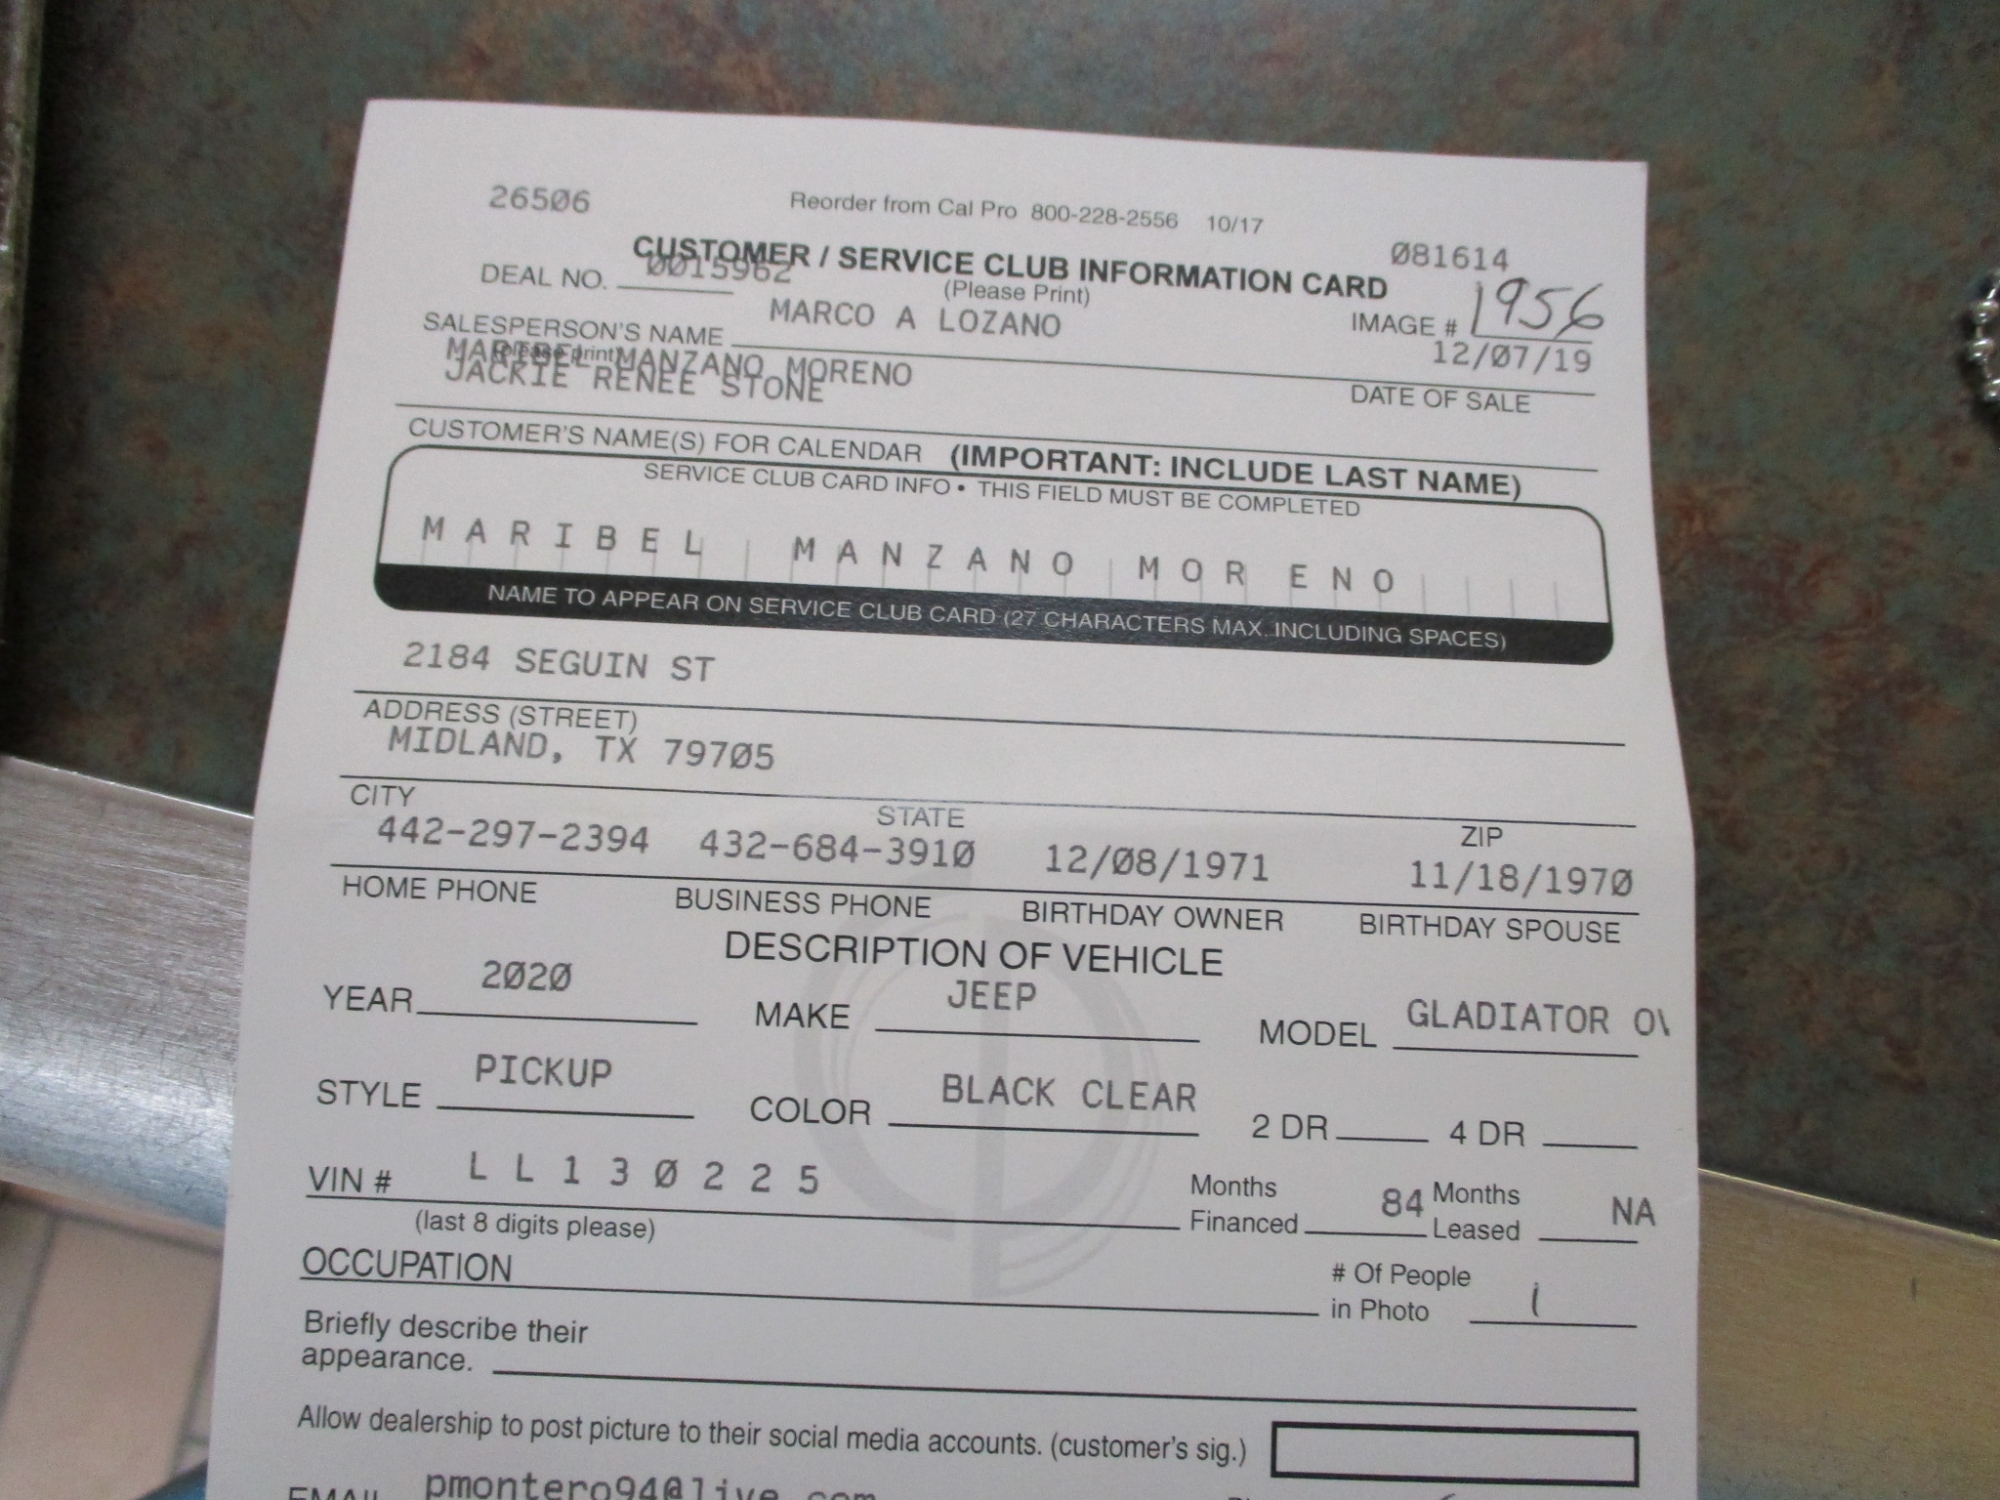 26506 Reorder from Cal Pro 800-228-2556 10/17
CUSTOMER / SERVICE CLUB INFORMATION CARD 081614
DEAL NO. 0015962 (Please Print)
SALESPERSON'S NAME MARCO A LOZANO IMAGE # 1956
(please print) 12/07/19
MARIBEL MANZANO MORENO
JACKIE RENEE STONE DATE OF SALE
CUSTOMER'S NAME(S) FOR CALENDAR (IMPORTANT: INCLUDE LAST NAME)
SERVICE CLUB CARD INFO • THIS FIELD MUST BE COMPLETED
MARIBEL MANZANO MORENO
NAME TO APPEAR ON SERVICE CLUB CARD (27 CHARACTERS MAX. INCLUDING SPACES)
2184 SEGUIN ST
ADDRESS (STREET)
MIDLAND, TX 79705
CITY STATE ZIP
442-297-2394 432-684-3910 12/08/1971 11/18/1970
HOME PHONE BUSINESS PHONE BIRTHDAY OWNER BIRTHDAY SPOUSE
DESCRIPTION OF VEHICLE
YEAR 2020 MAKE JEEP MODEL GLADIATOR
STYLE PICKUP COLOR BLACK CLEAR 2 DR 4 DR
VIN # LL130225 Months Financed 84 Months Leased NA
(last 8 digits please)
OCCUPATION # Of People in Photo 1
Briefly describe their
appearance.
Allow dealership to post picture to their social media accounts. (customer's sig.)
EMAIL pmontero94@live.com